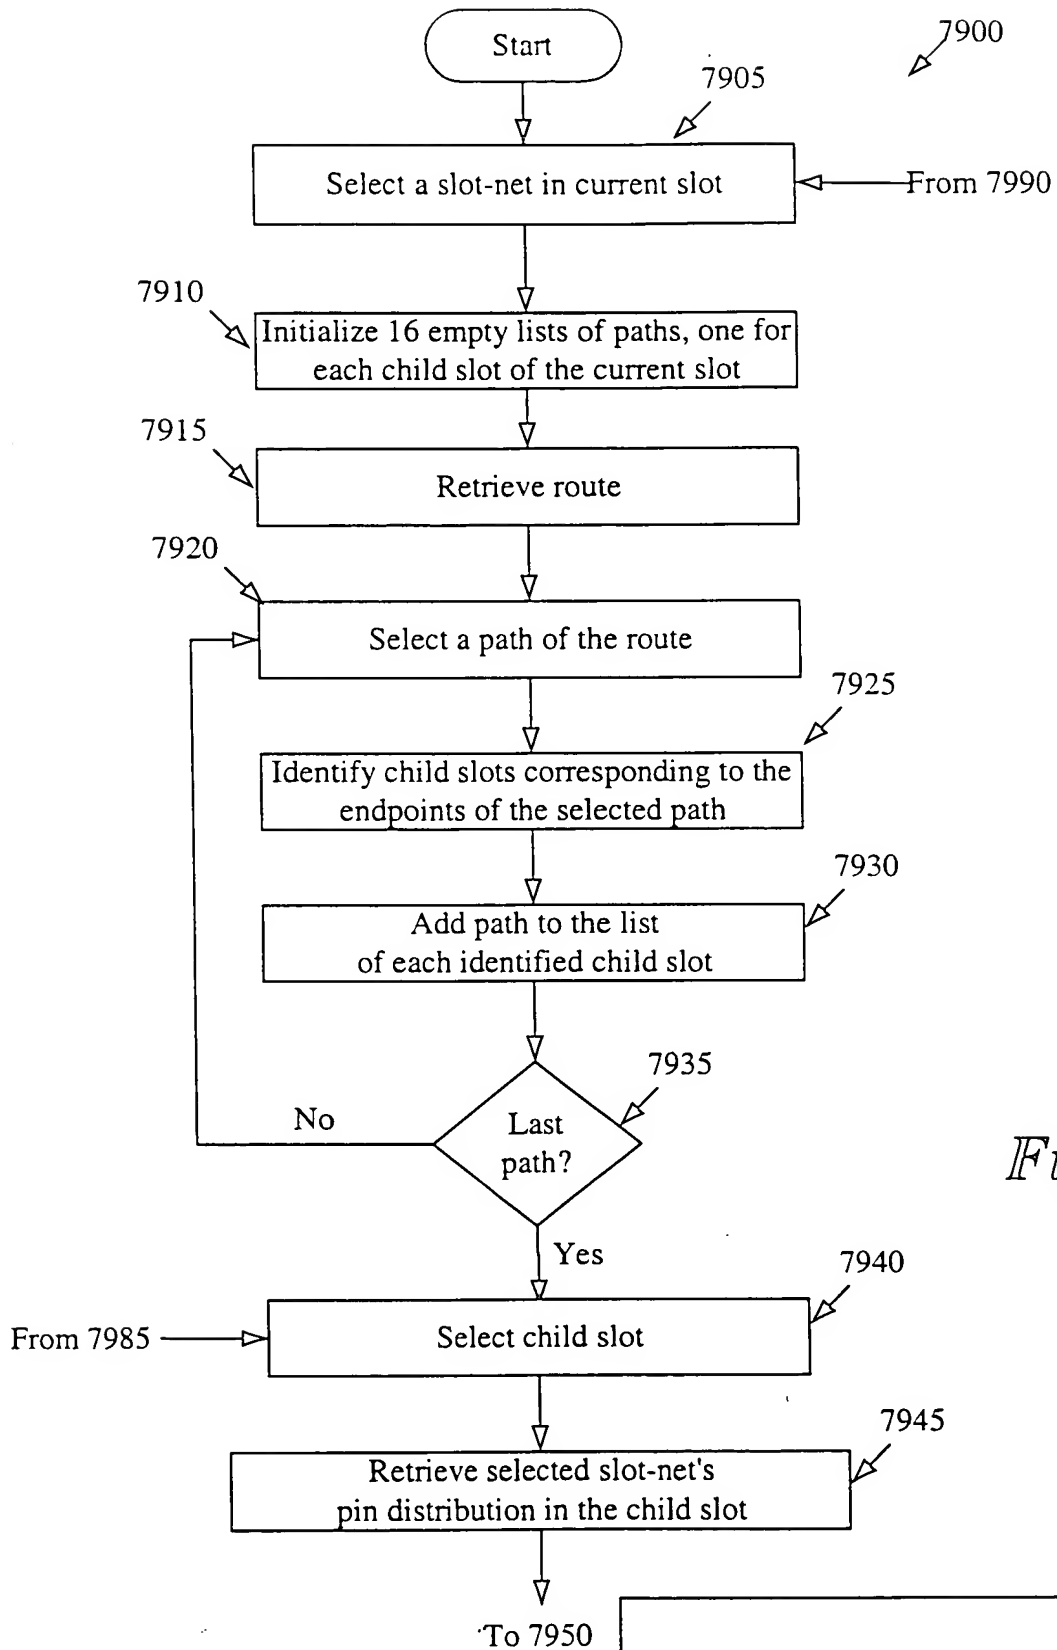 Start
7900
7905
Select a slot-net in current slot
From 7990
7910
Initialize 16 empty lists of paths, one for
each child slot of the current slot
7915
Retrieve route
7920
Select a path of the route
7925
Identify child slots corresponding to the
endpoints of the selected path
7930
Add path to the list
of each identified child slot
7935
Last
path?
No
Yes
7940
From 7985
Select child slot
7945
Retrieve selected slot-net's
pin distribution in the child slot
To 7950